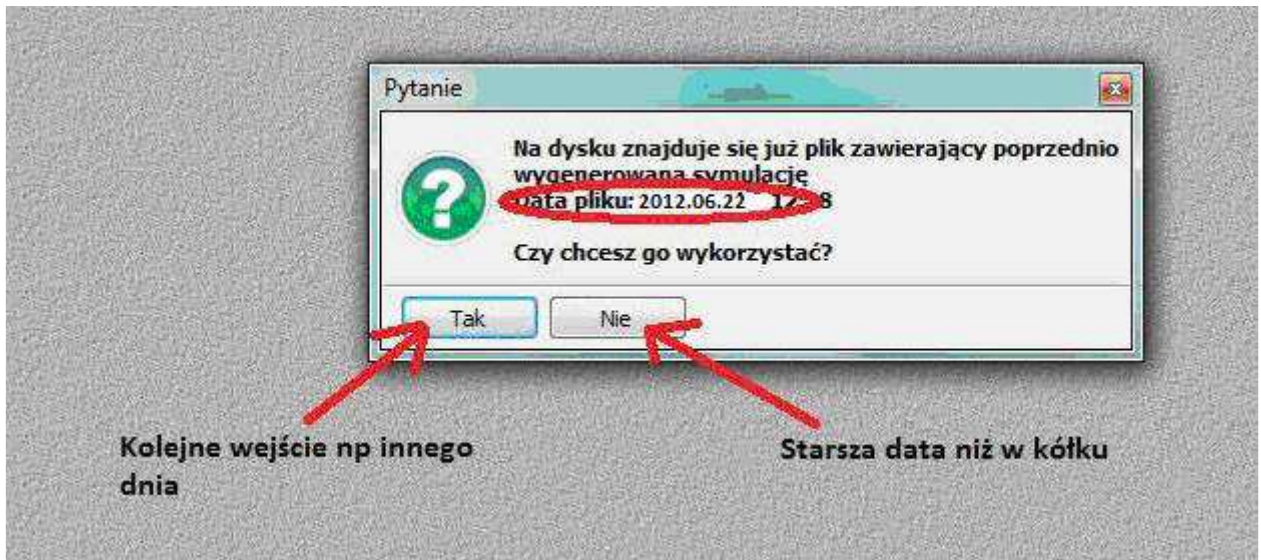 Pytanie
Na dysku znajduje się już plik zawierający poprzednio
wygenerowaną symulację
Data pliku: 2012.06.22
Czy chcesz go wykorzystać?
Tak Nie
Kolejne wejście np innego
dnia
Starsza data niż w kółku